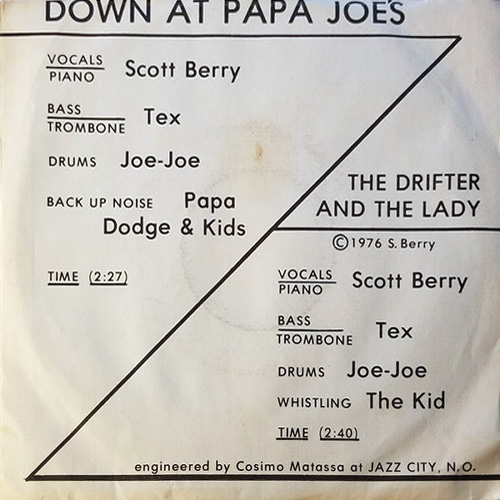 DOWN AT PAPA JOE'S
VOCALS
PIANO Scott Berry
BASS
TROMBONE Tex
DRUMS Joe-Joe
BACK UP NOISE Papa
Dodge & Kids
TIME (2:27)
THE DRIFTER
AND THE LADY
©1976 S. Berry
VOCALS
PIANO Scott Berry
BASS
TROMBONE Tex
DRUMS Joe-Joe
WHISTLING The Kid
TIME (2:40)
engineered by Cosimo Matassa at JAZZ CITY, N.O.